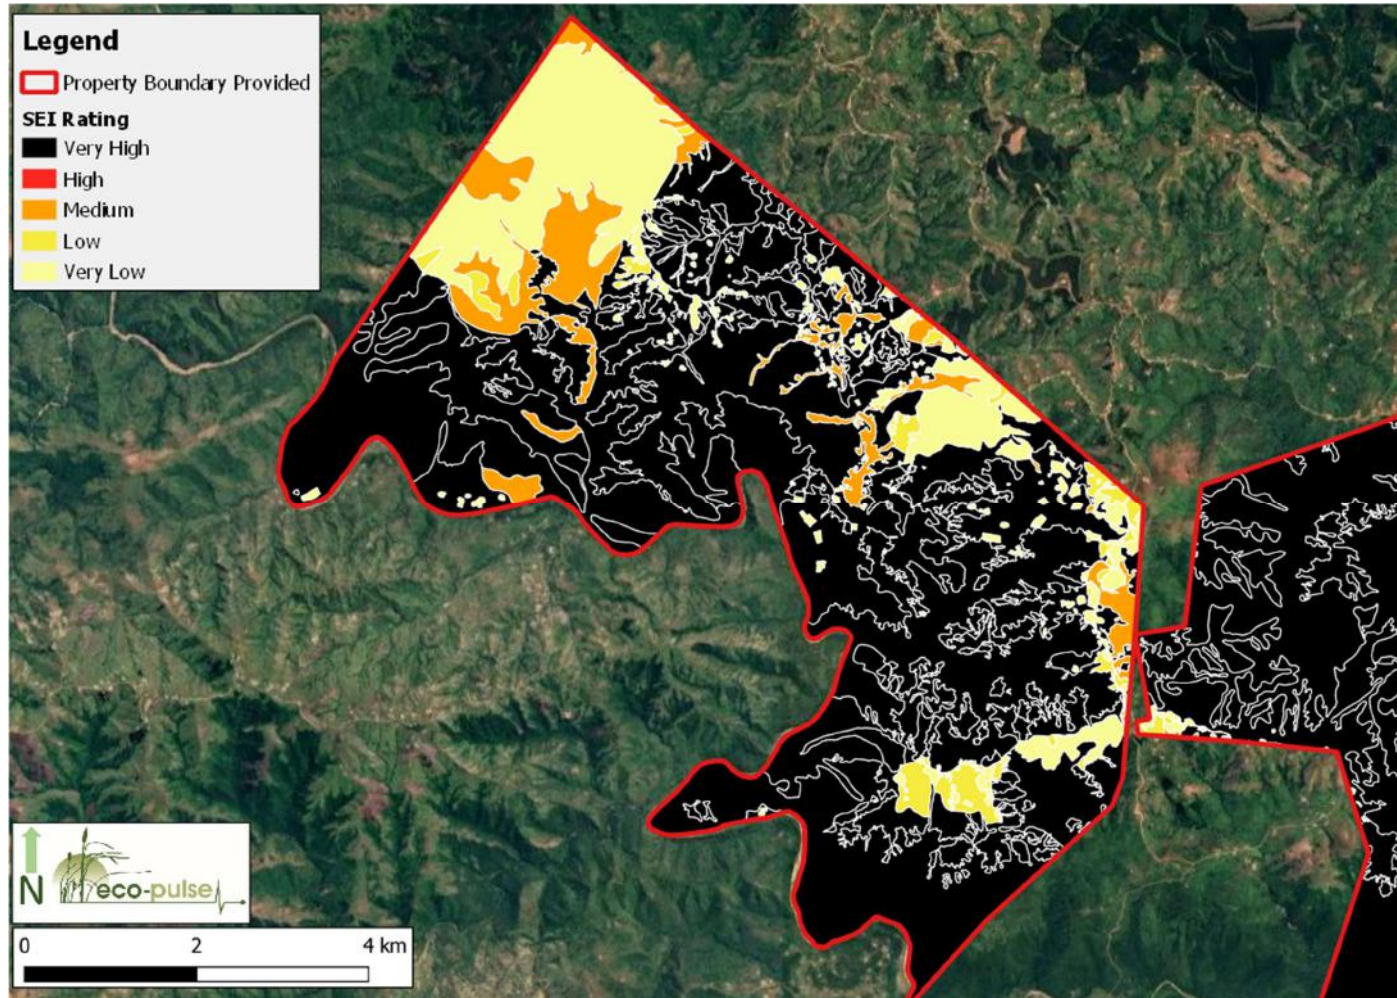 Legend
Property Boundary Provided
SEI Rating
Very High
High
Medium
Low
Very Low
N
eco-pulse
0 2 4 km